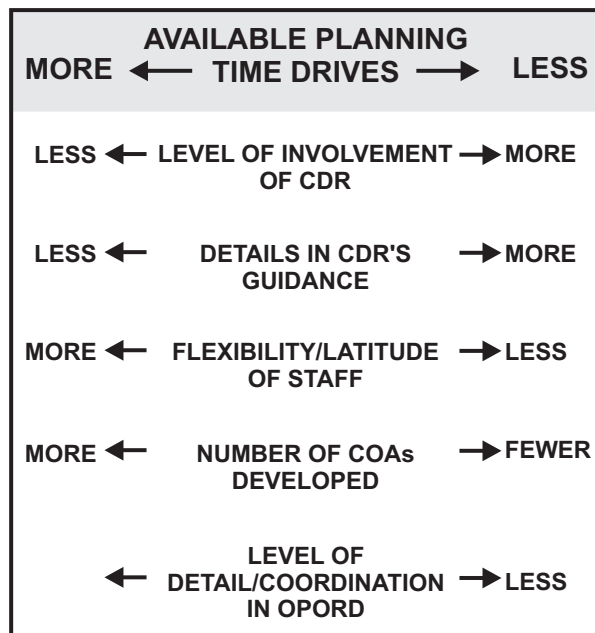 AVAILABLE PLANNING
MORE TIME DRIVES LESS
LESS LEVEL OF INVOLVEMENT MORE
OF CDR
LESS DETAILS IN CDR'S MORE
GUIDANCE
MORE FLEXIBILITY/LATITUDE LESS
OF STAFF
MORE NUMBER OF COAs FEWER
DEVELOPED
LEVEL OF
DETAIL/COORDINATION LESS
IN OPORD